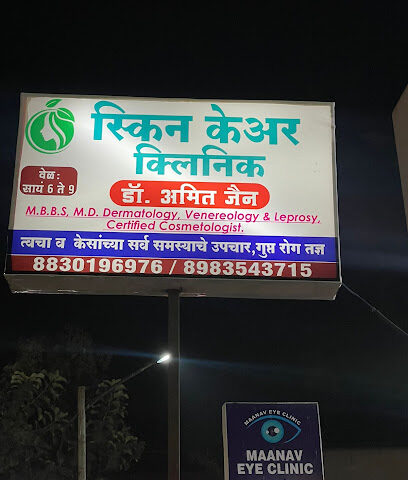 स्किन केअर
क्लिनिक
वेळ :
सायं 6 ते 9
डॉ. अमित जैन
M.B.B.S, M.D. Dermatology, Venereology & Leprosy,
Certified Cosmetologist.
त्वचा व केसांच्या सर्व समस्याचे उपचार,गुप्त रोग तज्ञ
8830196976 / 8983543715
MAANAV EYE CLINIC
MAANAV
EYE CLINIC